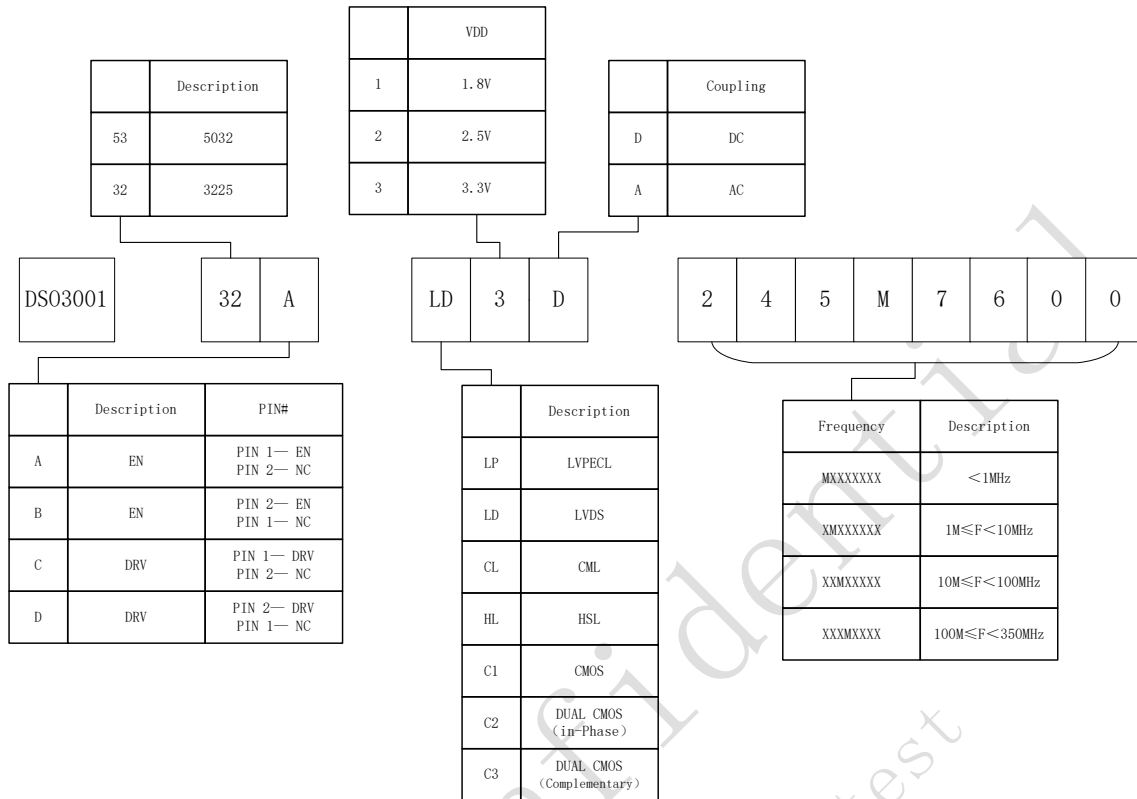 VDD
1 1.8V
2 2.5V
3 3.3V
Description
53 5032
32 3225
Coupling
D DC
A AC
DSO3001 32 A LD 3 D 2 4 5 M 7 6 0 0
Description PIN#
A EN PIN 1— EN
PIN 2— NC
B EN PIN 2— EN
PIN 1— NC
C DRV PIN 1— DRV
PIN 2— NC
D DRV PIN 2— DRV
PIN 1— NC
Description
LP LVPECL
LD LVDS
CL CML
HL HSL
C1 CMOS
C2 DUAL CMOS
(in-Phase)
C3 DUAL CMOS
(Complementary)
Frequency Description
MXXXXXXX <1MHz
XMXXXXXX 1M≤F<10MHz
XXMXXXXX 10M≤F<100MHz
XXXMXXXX 100M≤F<350MHz
fidential
test